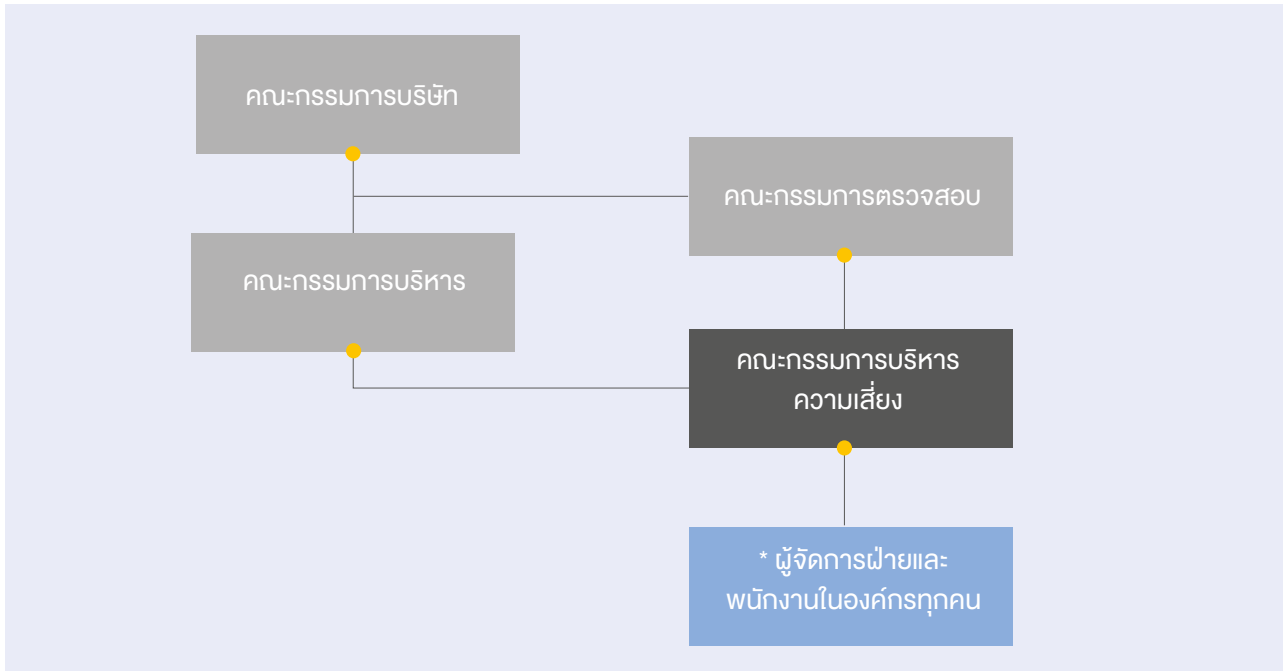 คณะกรรมการบริษัท
คณะกรรมการตรวจสอบ
คณะกรรมการบริหาร
คณะกรรมการบริหาร
ความเสี่ยง
* ผู้จัดการฝ่ายและ
พนักงานในองค์กรทุกคน